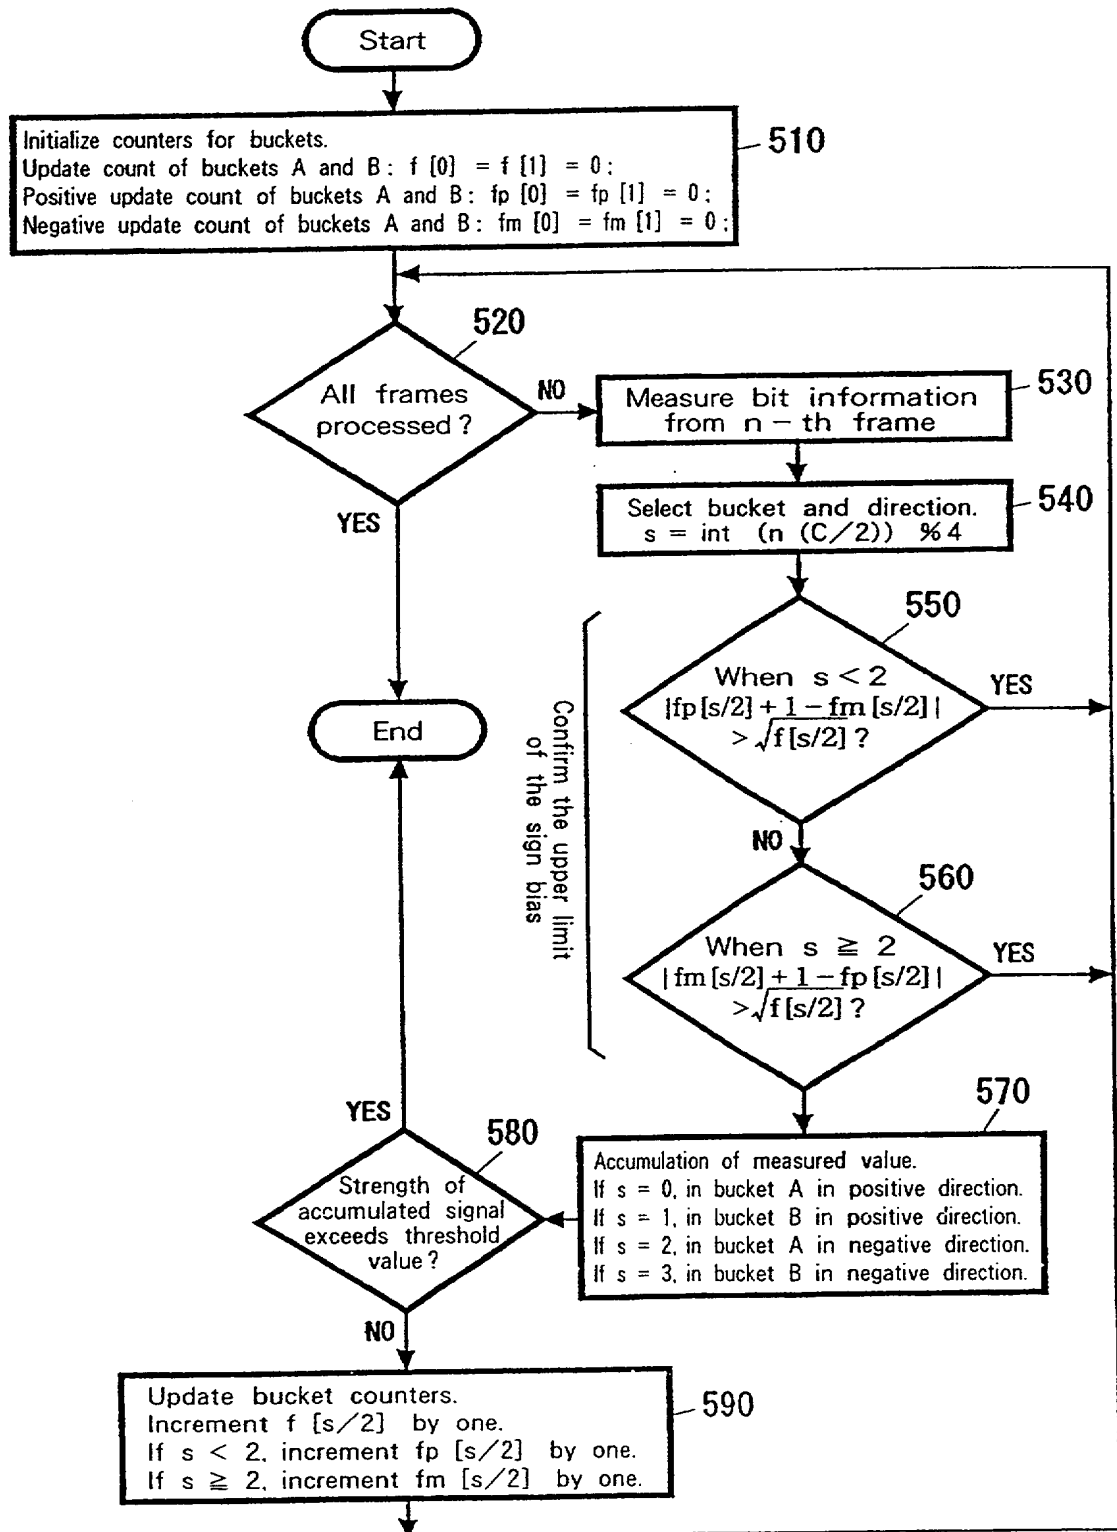 Start
Initialize counters for buckets.
Update count of buckets A and B: f [0] = f [1] = 0;
Positive update count of buckets A and B: fp [0] = fp [1] = 0;
Negative update count of buckets A and B: fm [0] = fm [1] = 0;
510
520
All frames
processed?
NO
YES
Measure bit information
from n-th frame
530
Select bucket and direction.
s = int (n (C/2)) %4
540
550
When s < 2
|fp[s/2] + 1 - fm[s/2]|
> √f[s/2] ?
YES
NO
End
Confirm the upper limit
of the sign bias
560
When s ≧ 2
|fm[s/2] + 1 - fp[s/2]|
> √f[s/2] ?
YES
570
Accumulation of measured value.
If s = 0, in bucket A in positive direction.
If s = 1, in bucket B in positive direction.
If s = 2, in bucket A in negative direction.
If s = 3, in bucket B in negative direction.
YES
580
Strength of
accumulated signal
exceeds threshold
value?
NO
Update bucket counters.
Increment f [s/2] by one.
If s < 2, increment fp [s/2] by one.
If s ≧ 2, increment fm [s/2] by one.
590